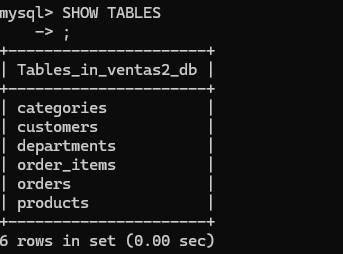 mysql> SHOW TABLES
    -> ;
+---------------------+
| Tables_in_ventas2_db |
+---------------------+
| categories           |
| customers            |
| departments          |
| order_items          |
| orders               |
| products             |
+---------------------+
6 rows in set (0.00 sec)